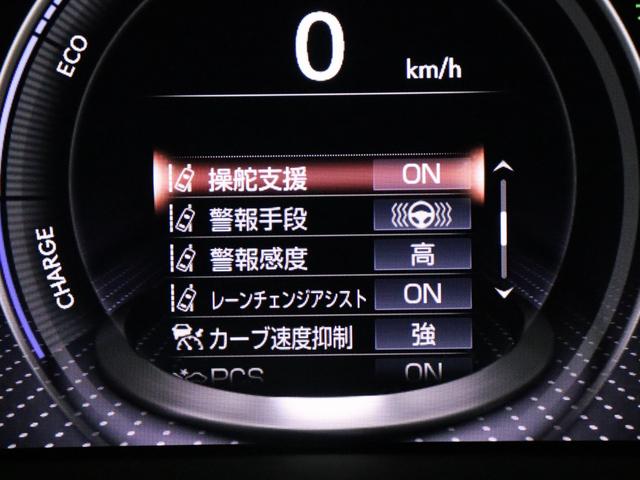 0
km/h
ECO
CHARGE
操舵支援 ON
警報手段
警報感度 高
レーンチェンジアシスト ON
カーブ速度抑制 強
PCS ON